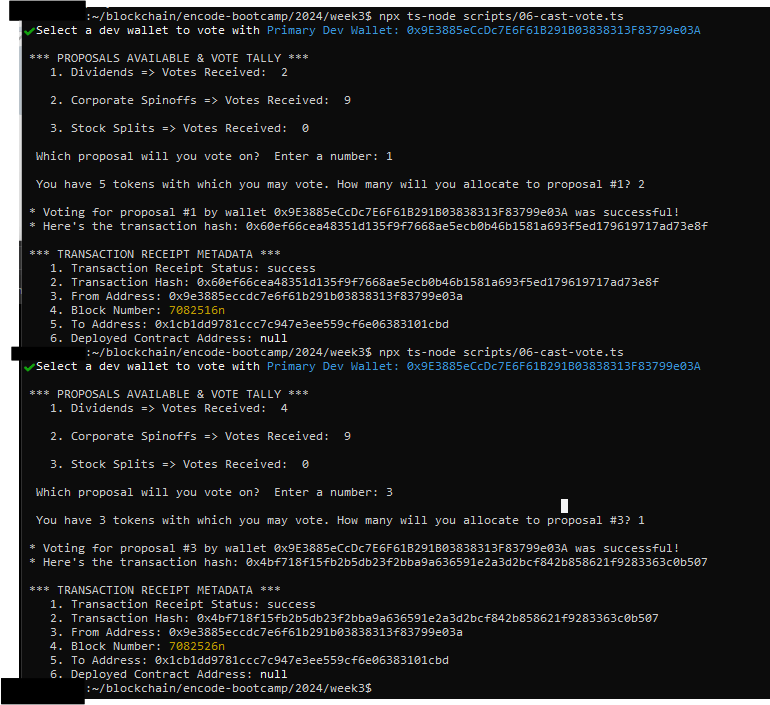 :~/blockchain/encode-bootcamp/2024/week3$ npx ts-node scripts/06-cast-vote.ts
✔Select a dev wallet to vote with Primary Dev Wallet: 0x9E3885eCcDc7E6F61B291B03838313F83799e03A
*** PROPOSALS AVAILABLE & VOTE TALLY ***
1. Dividends => Votes Received:  2
2. Corporate Spinoffs => Votes Received:  9
3. Stock Splits => Votes Received:  0
Which proposal will you vote on?  Enter a number: 1
You have 5 tokens with which you may vote. How many will you allocate to proposal #1? 2
* Voting for proposal #1 by wallet 0x9E3885eCcDc7E6F61B291B03838313F83799e03A was successful!
* Here's the transaction hash: 0x60ef66cea48351d135f9f7668ae5ecb0b46b1581a693f5ed179619717ad73e8f
*** TRANSACTION RECEIPT METADATA ***
1. Transaction Receipt Status: success
2. Transaction Hash: 0x60ef66cea48351d135f9f7668ae5ecb0b46b1581a693f5ed179619717ad73e8f
3. From Address: 0x9e3885eccdc7e6f61b291b03838313f83799e03a
4. Block Number: 7082516n
5. To Address: 0x1cb1dd9781ccc7c947e3ee559cf6e06383101cbd
6. Deployed Contract Address: null
:~/blockchain/encode-bootcamp/2024/week3$ npx ts-node scripts/06-cast-vote.ts
✔Select a dev wallet to vote with Primary Dev Wallet: 0x9E3885eCcDc7E6F61B291B03838313F83799e03A
*** PROPOSALS AVAILABLE & VOTE TALLY ***
1. Dividends => Votes Received:  4
2. Corporate Spinoffs => Votes Received:  9
3. Stock Splits => Votes Received:  0
Which proposal will you vote on?  Enter a number: 3
You have 3 tokens with which you may vote. How many will you allocate to proposal #3? 1
* Voting for proposal #3 by wallet 0x9E3885eCcDc7E6F61B291B03838313F83799e03A was successful!
* Here's the transaction hash: 0x4bf718f15fb2b5db23f2bba9a636591e2a3d2bcf842b858621f9283363c0b507
*** TRANSACTION RECEIPT METADATA ***
1. Transaction Receipt Status: success
2. Transaction Hash: 0x4bf718f15fb2b5db23f2bba9a636591e2a3d2bcf842b858621f9283363c0b507
3. From Address: 0x9e3885eccdc7e6f61b291b03838313f83799e03a
4. Block Number: 7082526n
5. To Address: 0x1cb1dd9781ccc7c947e3ee559cf6e06383101cbd
6. Deployed Contract Address: null
:~/blockchain/encode-bootcamp/2024/week3$